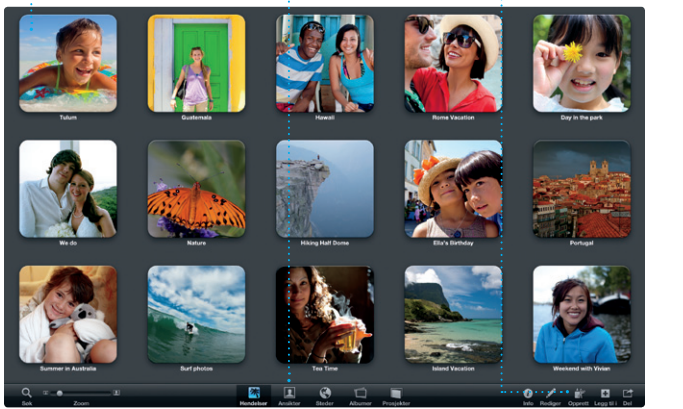 Tulum
Guatemala
Hawaii
Rome Vacation
Day in the park
We do
Nature
Hiking Half Dome
Ella's Birthday
Portugal
Summer in Australia
Surf photos
Tea Time
Island Vacation
Weekend with Vivian
Søk
Zoom
Hendelser
Ansikter
Steder
Albumer
Prosjekter
Info
Rediger
Opprett
Legg til i
Del